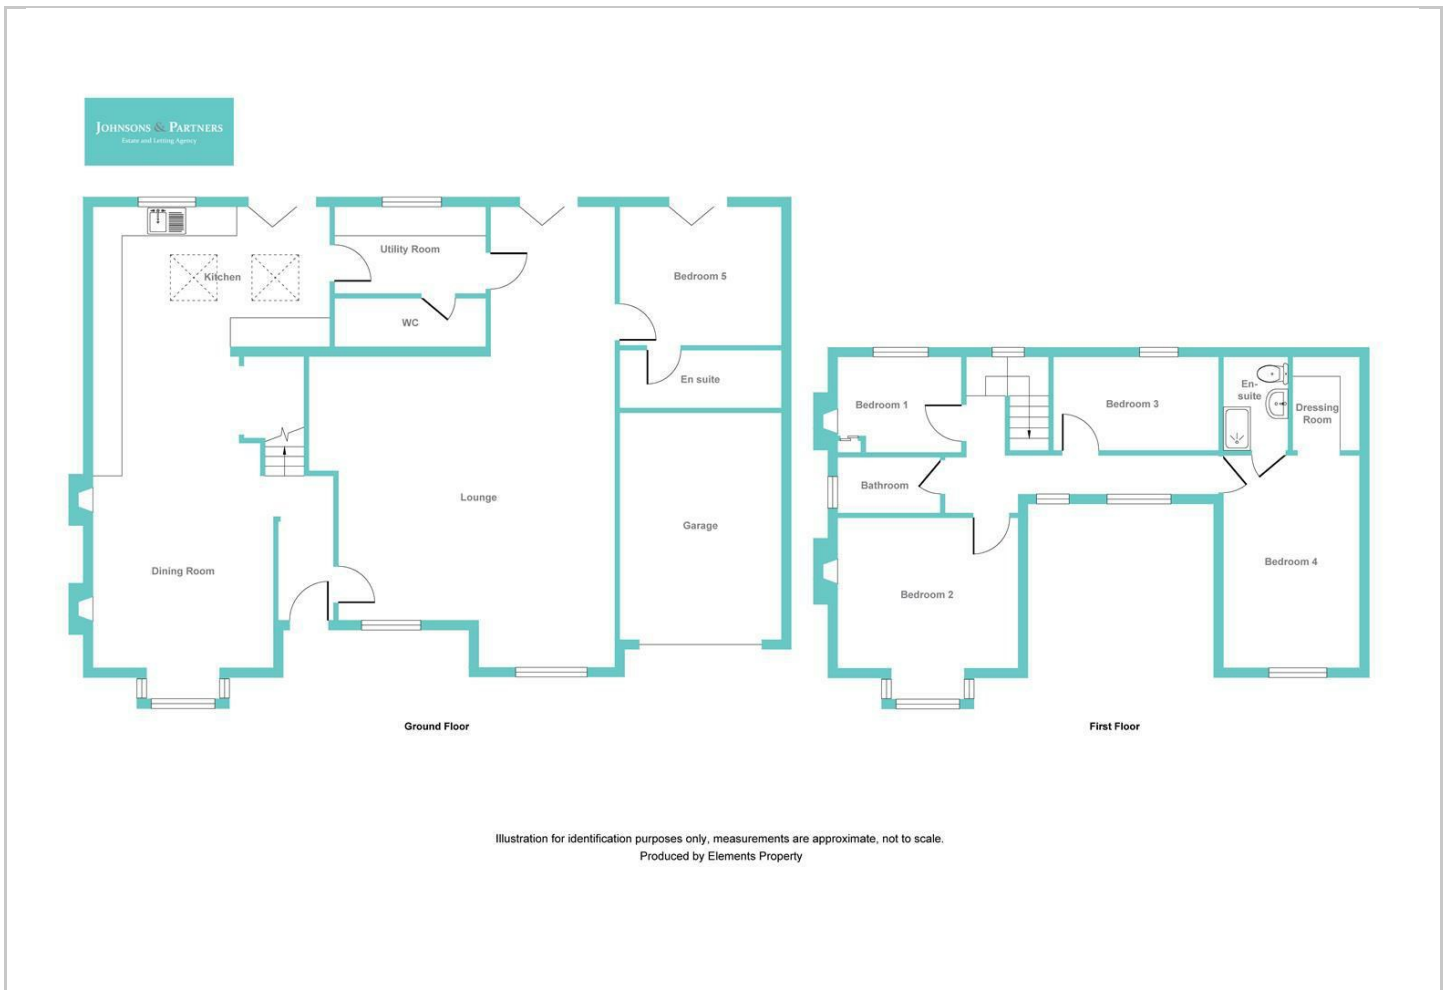 JOHNSONS & PARTNERS
Estate and Letting Agency
Kitchen
Utility Room
WC
Bedroom 5
En suite
Lounge
Garage
Dining Room
Ground Floor
Bedroom 1
Bedroom 3
En-
suite
Dressing
Room
Bathroom
Bedroom 2
Bedroom 4
First Floor
Illustration for identification purposes only, measurements are approximate, not to scale.
Produced by Elements Property